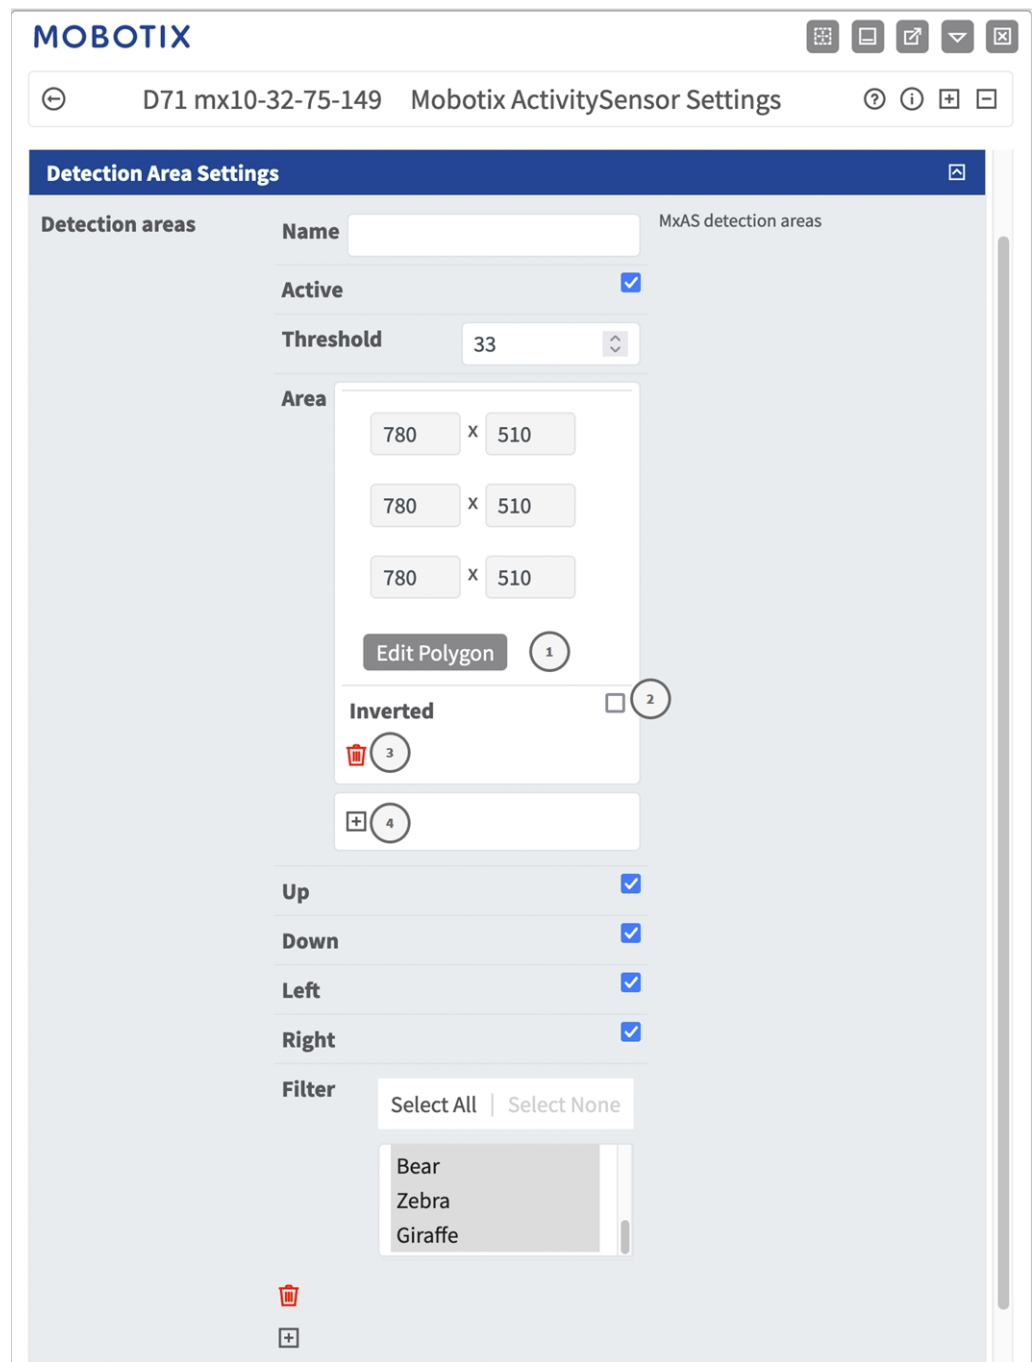 MOBOTIX
D71 mx10-32-75-149 Mobotix ActivitySensor Settings
Detection Area Settings
Detection areas
Name
MxAS detection areas
Active
Threshold
33
Area
780 x 510
780 x 510
780 x 510
Edit Polygon 1
Inverted 2
3
4
Up
Down
Left
Right
Filter
Select All | Select None
Bear
Zebra
Giraffe